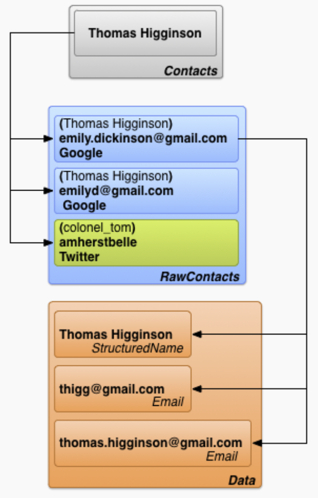 Thomas Higginson
Contacts
(Thomas Higginson)
emily.dickinson@gmail.com
Google
(Thomas Higginson)
emilyd@gmail.com
Google
(colonel_tom)
amherstbelle
Twitter
RawContacts
Thomas Higginson
StructuredName
thigg@gmail.com
Email
thomas.higginson@gmail.com
Email
Data